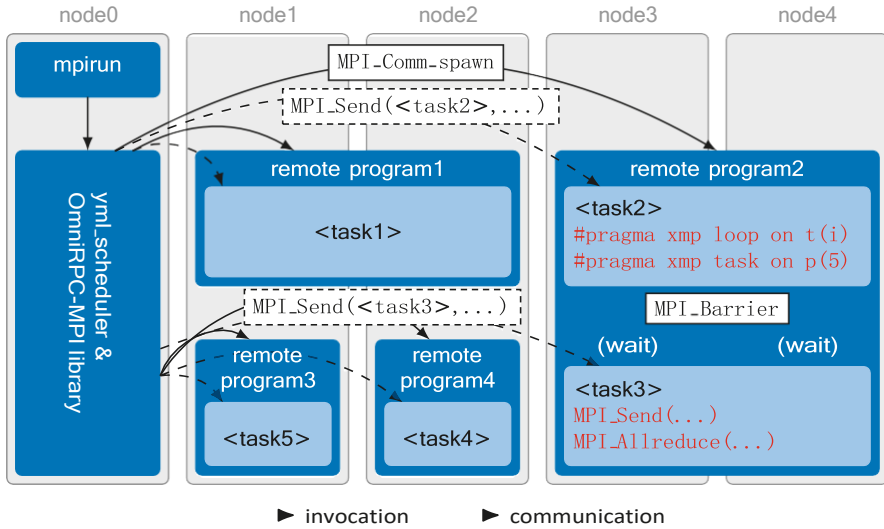 node0 node1 node2 node3 node4
mpirun
MPI_Comm_spawn
MPI_Send(<task2>,...)
yml_scheduler &
OmniRPC-MPI library
remote program1
<task1>
remote program2
<task2>
#pragma xmp loop on t(i)
#pragma xmp task on p(5)
MPI_Send(<task3>,...)
MPI_Barrier
(wait) (wait)
remote
program3
<task5>
remote
program4
<task4>
<task3>
MPI_Send(...)
MPI_Allreduce(...)
invocation communication